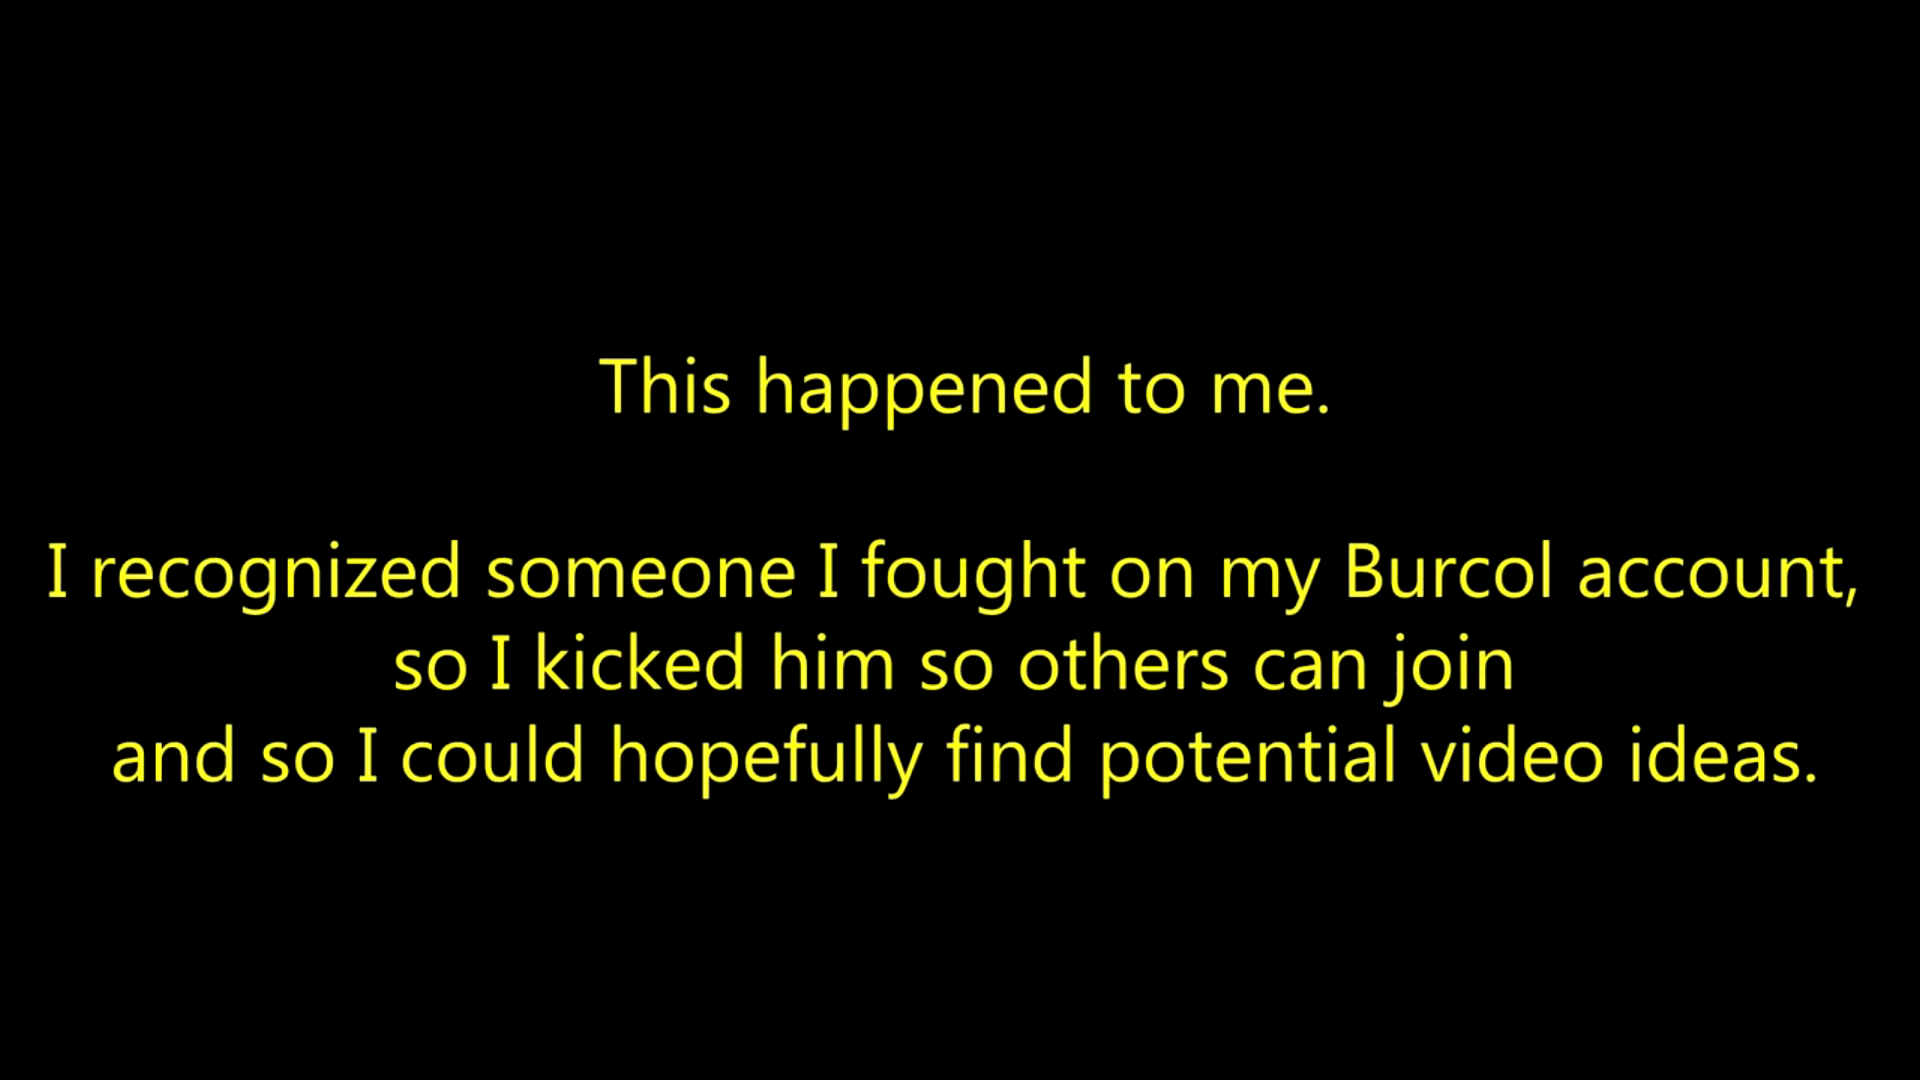 This happened to me.
I recognized someone I fought on my Burcol account,
so I kicked him so others can join
and so I could hopefully find potential video ideas.